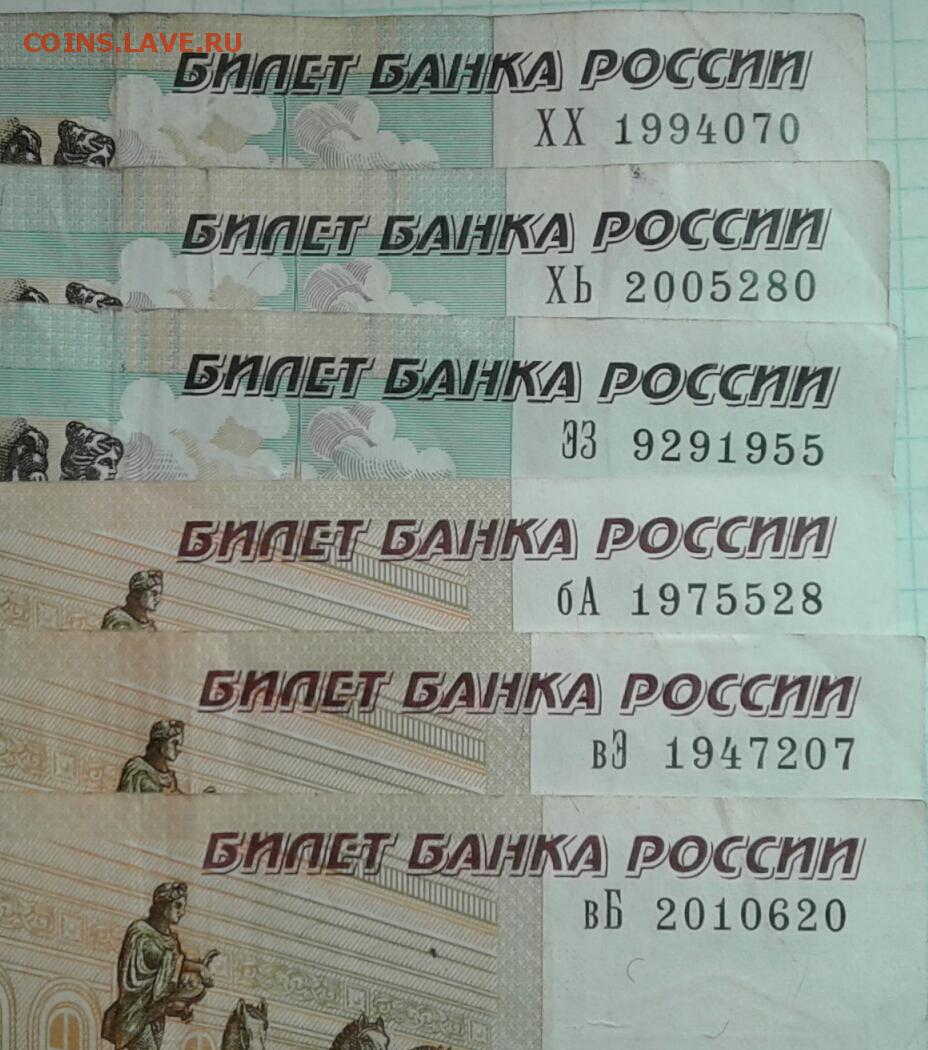 COINS.LAVE.RU
БИЛЕТ БАНКА РОССИИ
ХХ 1994070
БИЛЕТ БАНКА РОССИИ
ХЬ 2005280
БИЛЕТ БАНКА РОССИИ
ЭЗ 9291955
БИЛЕТ БАНКА РОССИИ
бА 1975528
БИЛЕТ БАНКА РОССИИ
вЭ 1947207
БИЛЕТ БАНКА РОССИИ
вБ 2010620